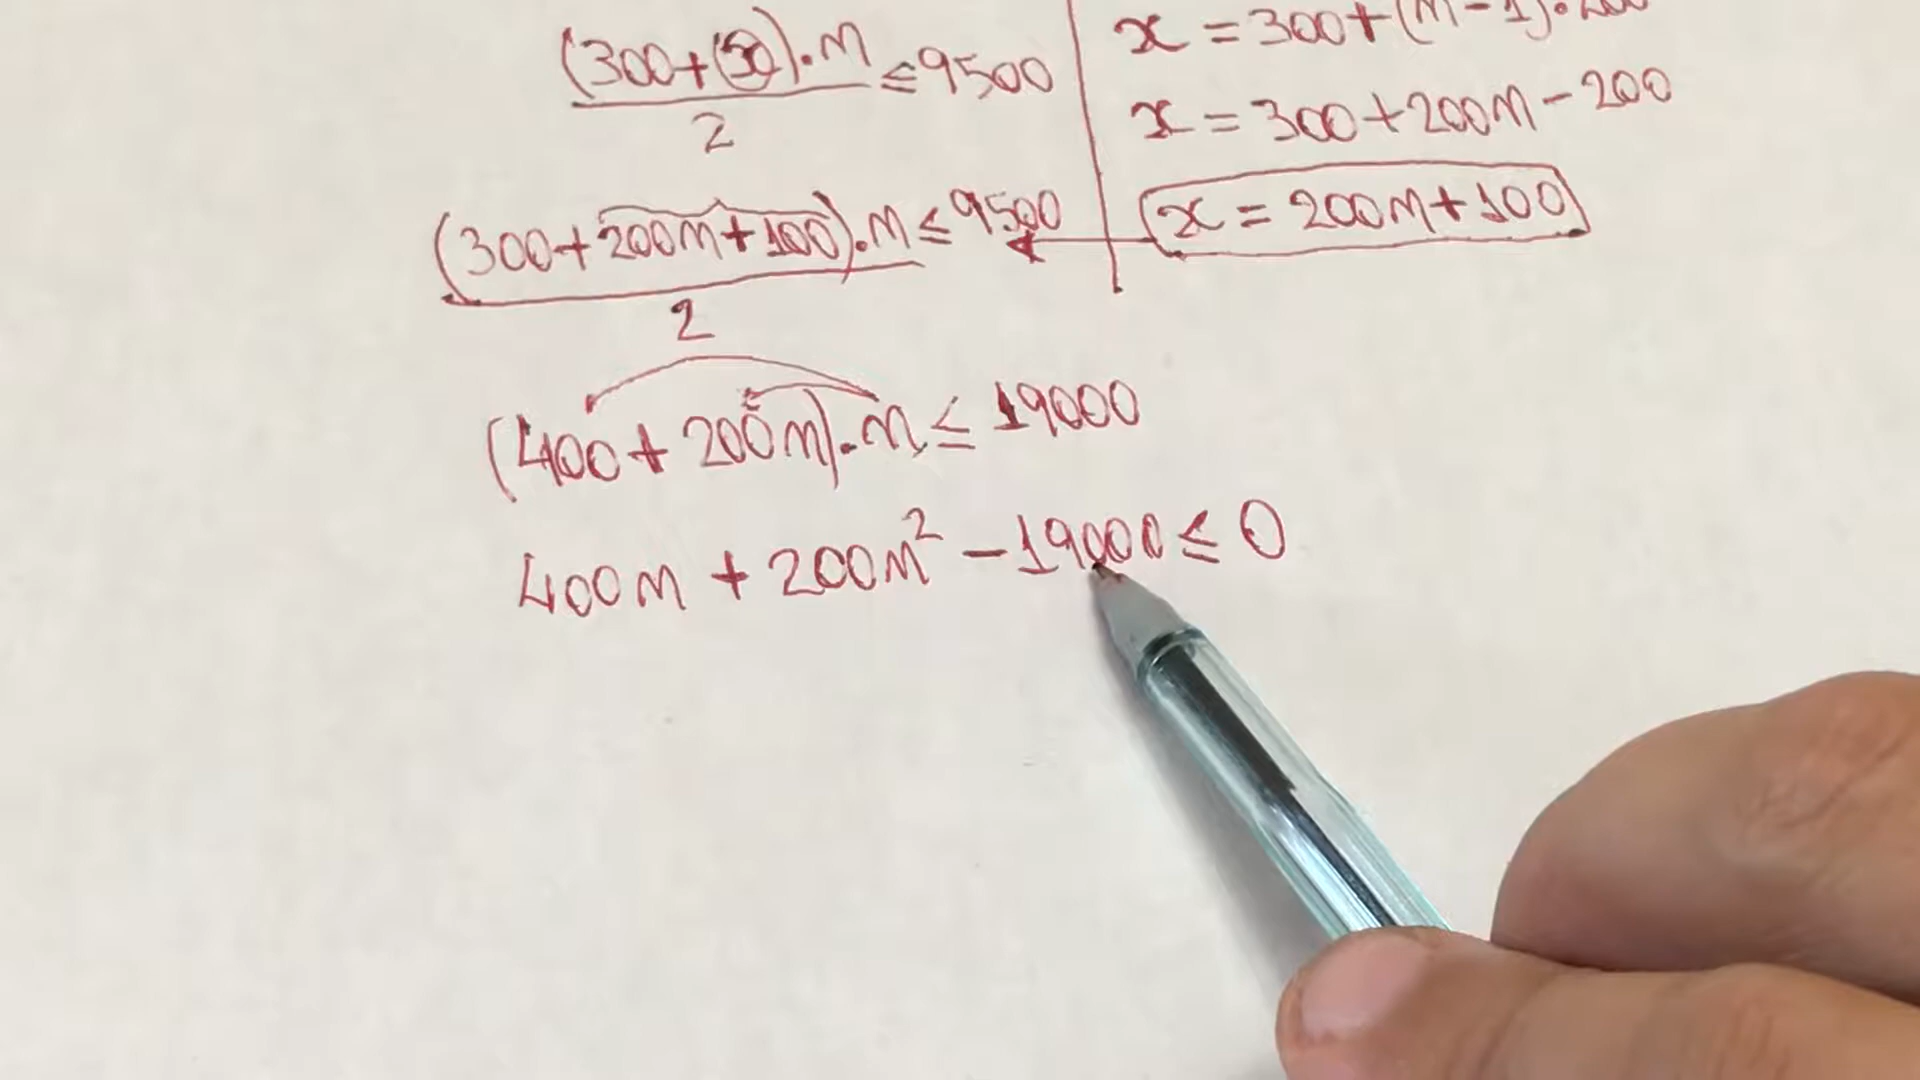 (300+(x)).m ≤ 9500
2
(300+200m+100).m ≤ 9500
2
(400+200m).m ≤ 19000
400m + 200m² - 19000 ≤ 0
x = 300+(m-1).200
x = 300+200m-200
x = 200m+100